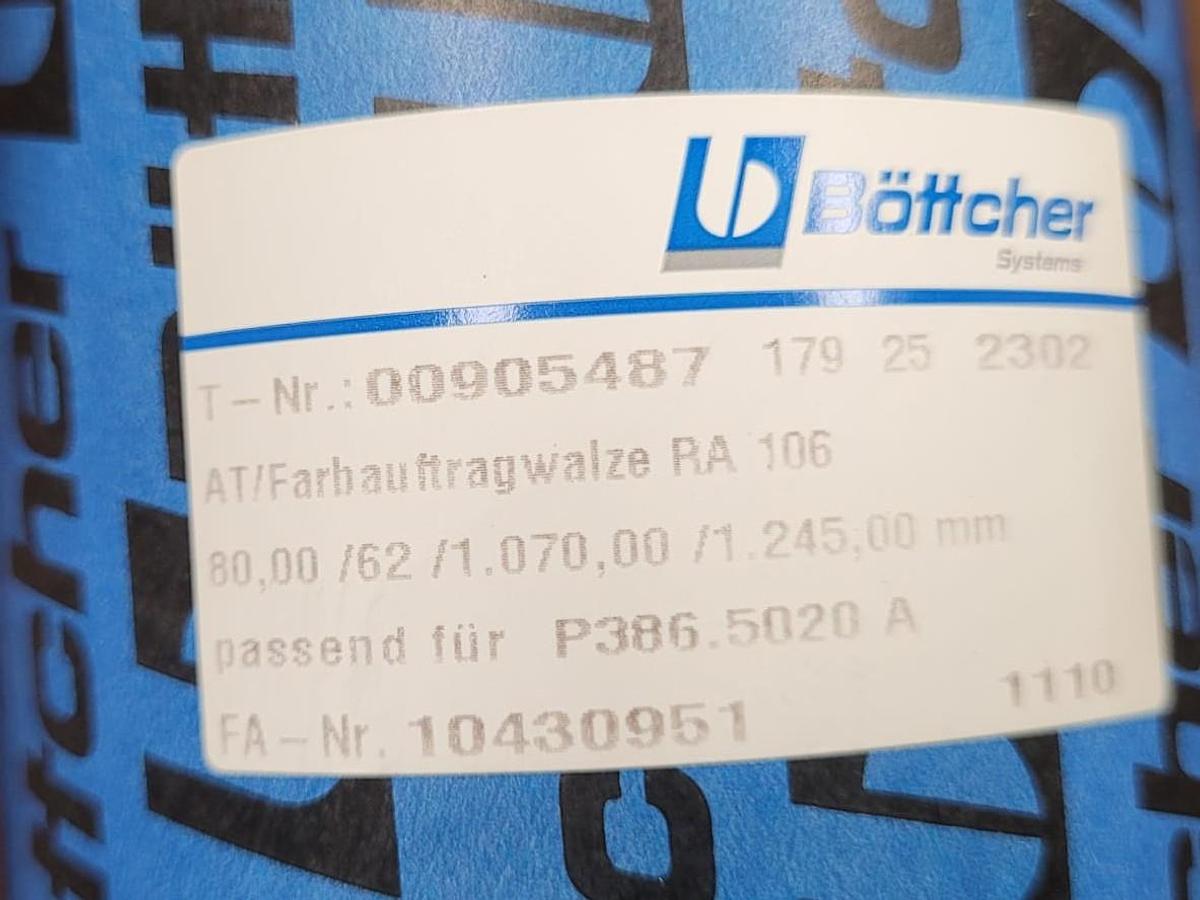 Böttcher
Systems
T-Nr.: 00905487 179 25 2302
AT/Farbauftragwalze RA 106
80,00 /62 /1.070,00 /1.245,00 mm
passend für P386.5020 A
1110
FA-Nr. 10430951